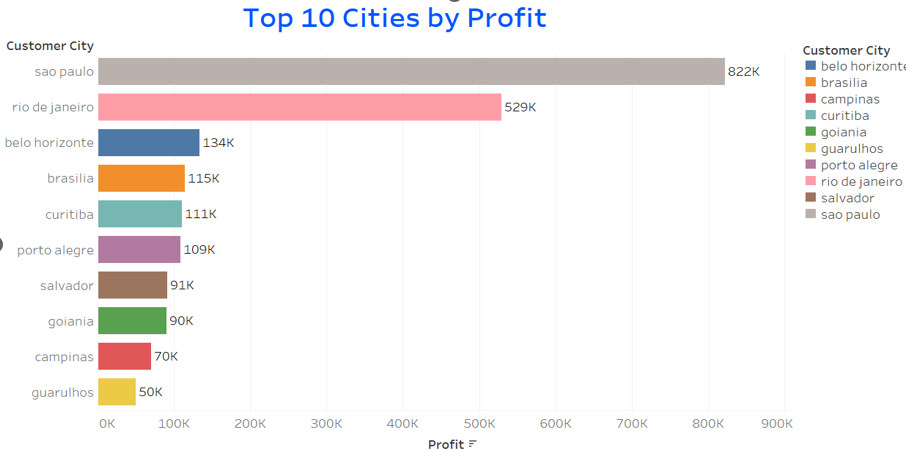 Top 10 Cities by Profit
Customer City
sao paulo 822K
rio de janeiro 529K
belo horizonte 134K
brasilia 115K
curitiba 111K
porto alegre 109K
salvador 91K
goiania 90K
campinas 70K
guarulhos 50K
0K 100K 200K 300K 400K 500K 600K 700K 800K 900K
Profit
Customer City
belo horizonte
brasilia
campinas
curitiba
goiania
guarulhos
porto alegre
rio de janeiro
salvador
sao paulo